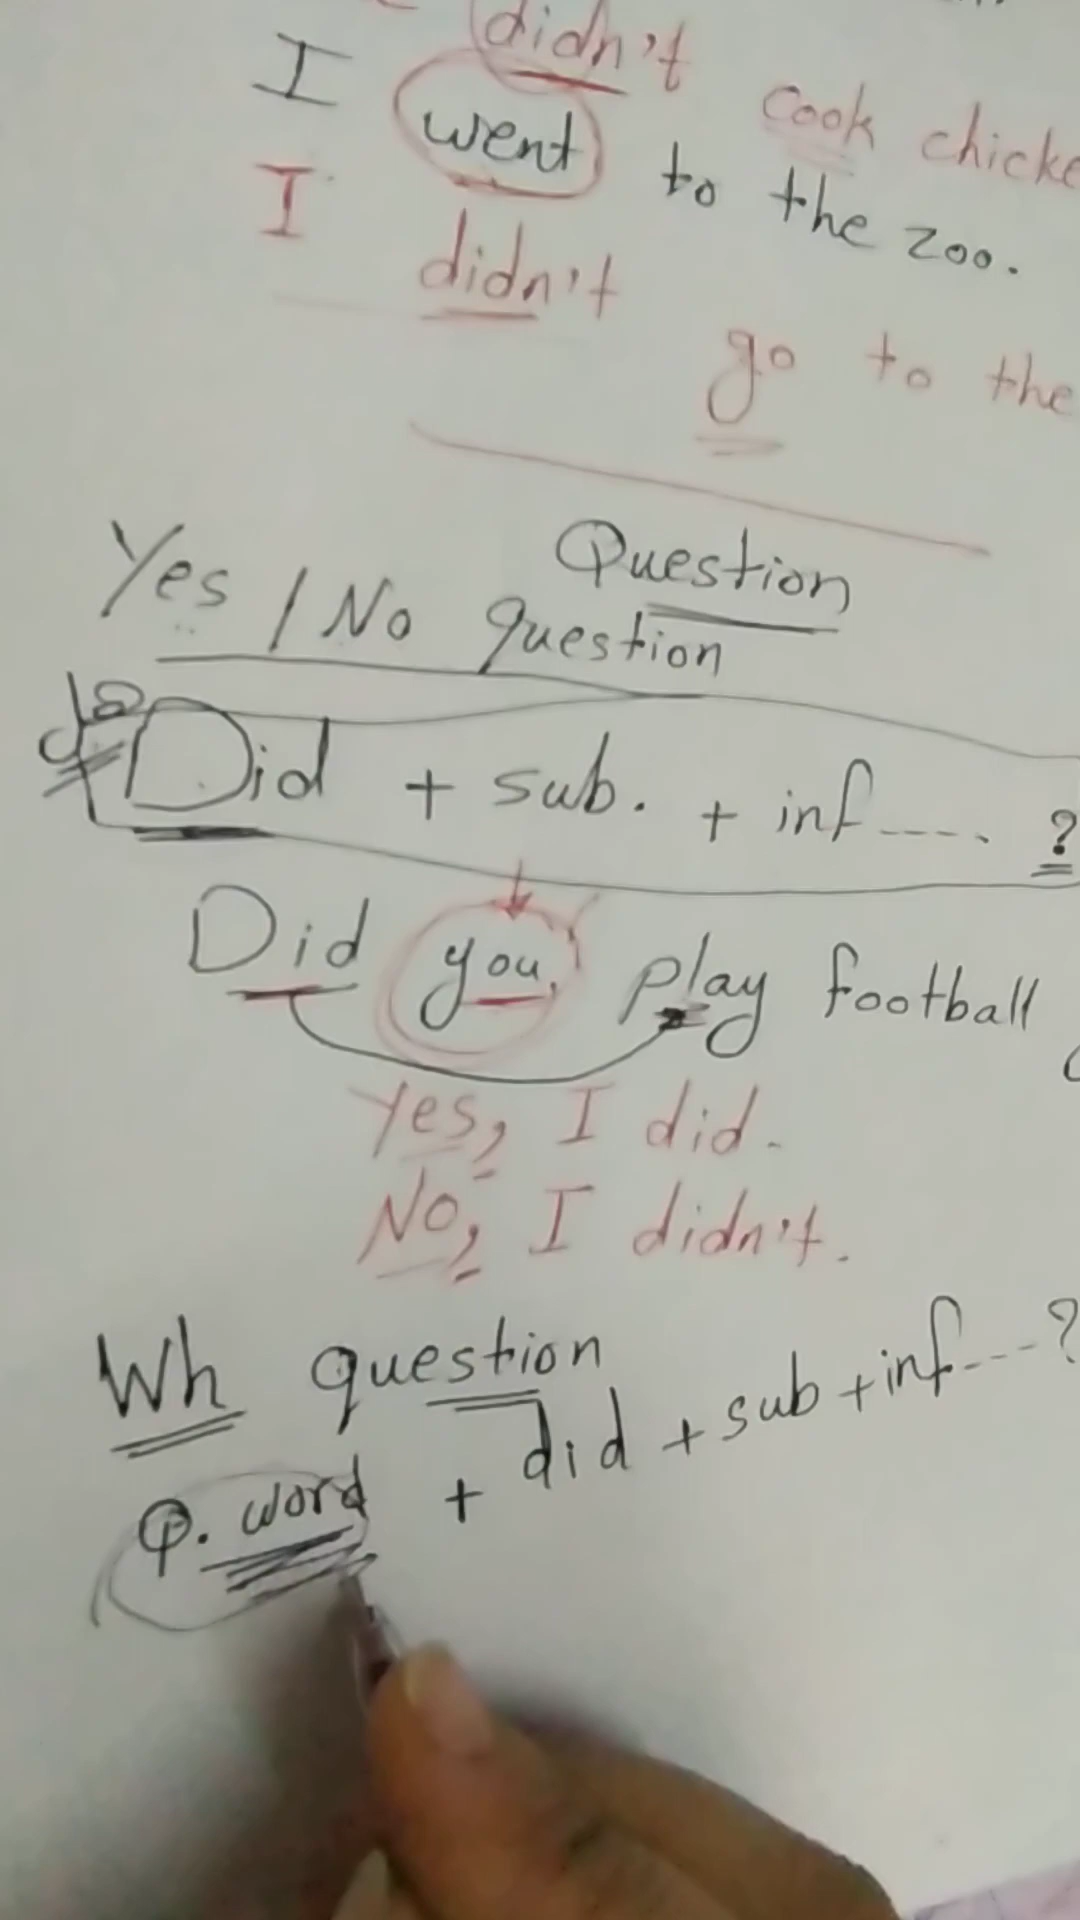 didn't cook chicke
I went to the zoo.
I didn't go to the
Question
Yes / No question
هل Did + sub. + inf ----. ?
Did you play football
Yes, I did.
No, I didn't.
Wh question
Q. word + did + sub + inf ---?